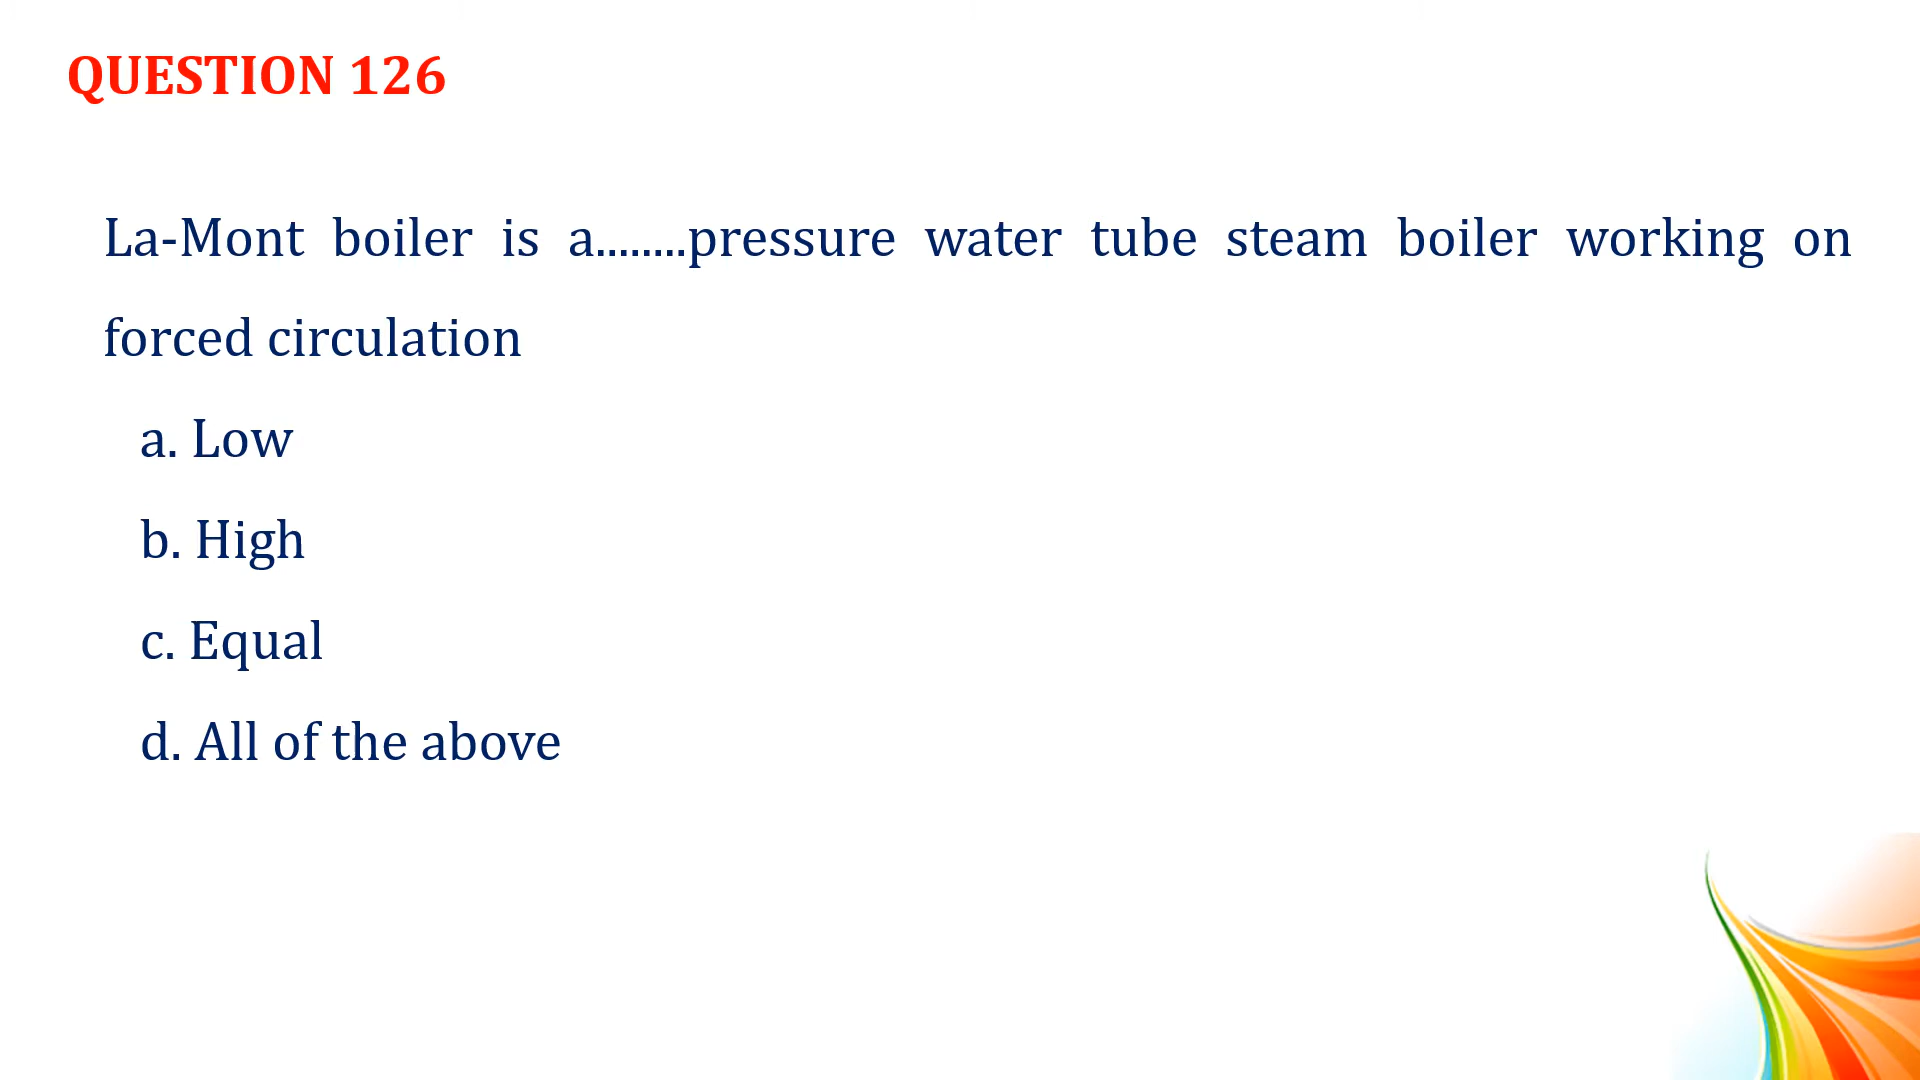 QUESTION 126
La-Mont boiler is a........pressure water tube steam boiler working on
forced circulation
a. Low
b. High
c. Equal
d. All of the above